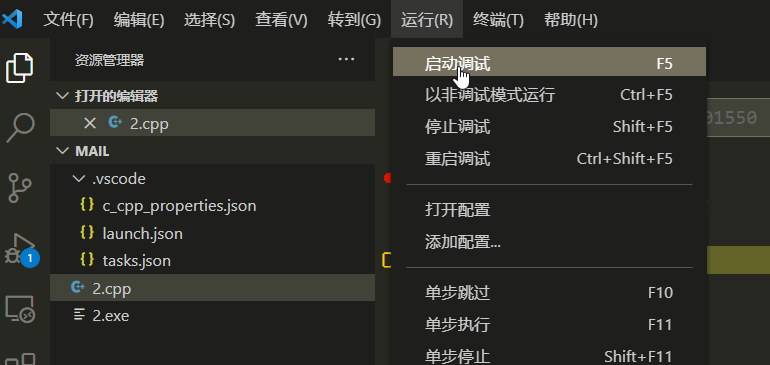 文件(F) 编辑(E) 选择(S) 查看(V) 转到(G) 运行(R) 终端(T) 帮助(H)
资源管理器 ...
打开的编辑器
2.cpp
MAIL
.vscode
{} c_cpp_properties.json
{} launch.json
{} tasks.json
2.cpp
2.exe
1
启动调试 F5
以非调试模式运行 Ctrl+F5
停止调试 Shift+F5
重启调试 Ctrl+Shift+F5
打开配置
添加配置...
单步跳过 F10
单步执行 F11
单步停止 Shift+F11
01550